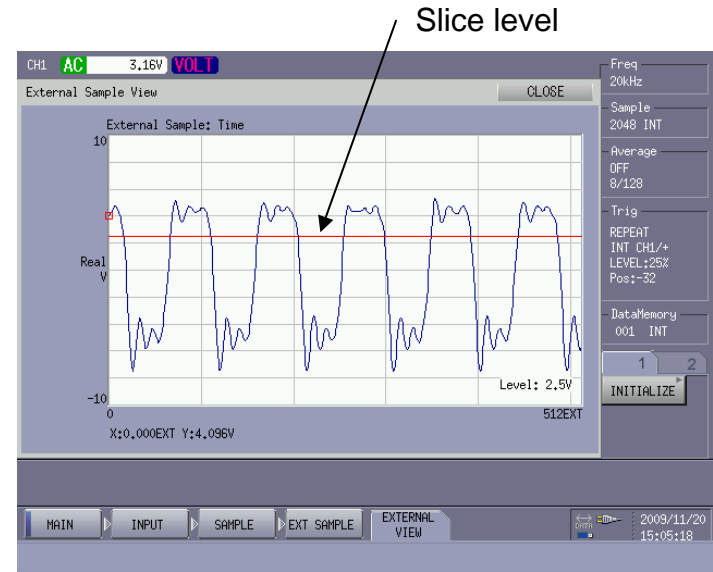 Slice level
CH1 AC 3.16V VOLT
External Sample View CLOSE
External Sample: Time
10
Real
V
-10
Level: 2.5V
0 512EXT
X:0.000EXT Y:4.096V
Freq
20kHz
Sample
2048 INT
Average
OFF
8/128
Trig
REPEAT
INT CH1/+
LEVEL:25%
Pos:-32
DataMemory
001 INT
1 2
INITIALIZE
MAIN INPUT SAMPLE EXT SAMPLE EXTERNAL
VIEW
DATA
2009/11/20
15:05:18